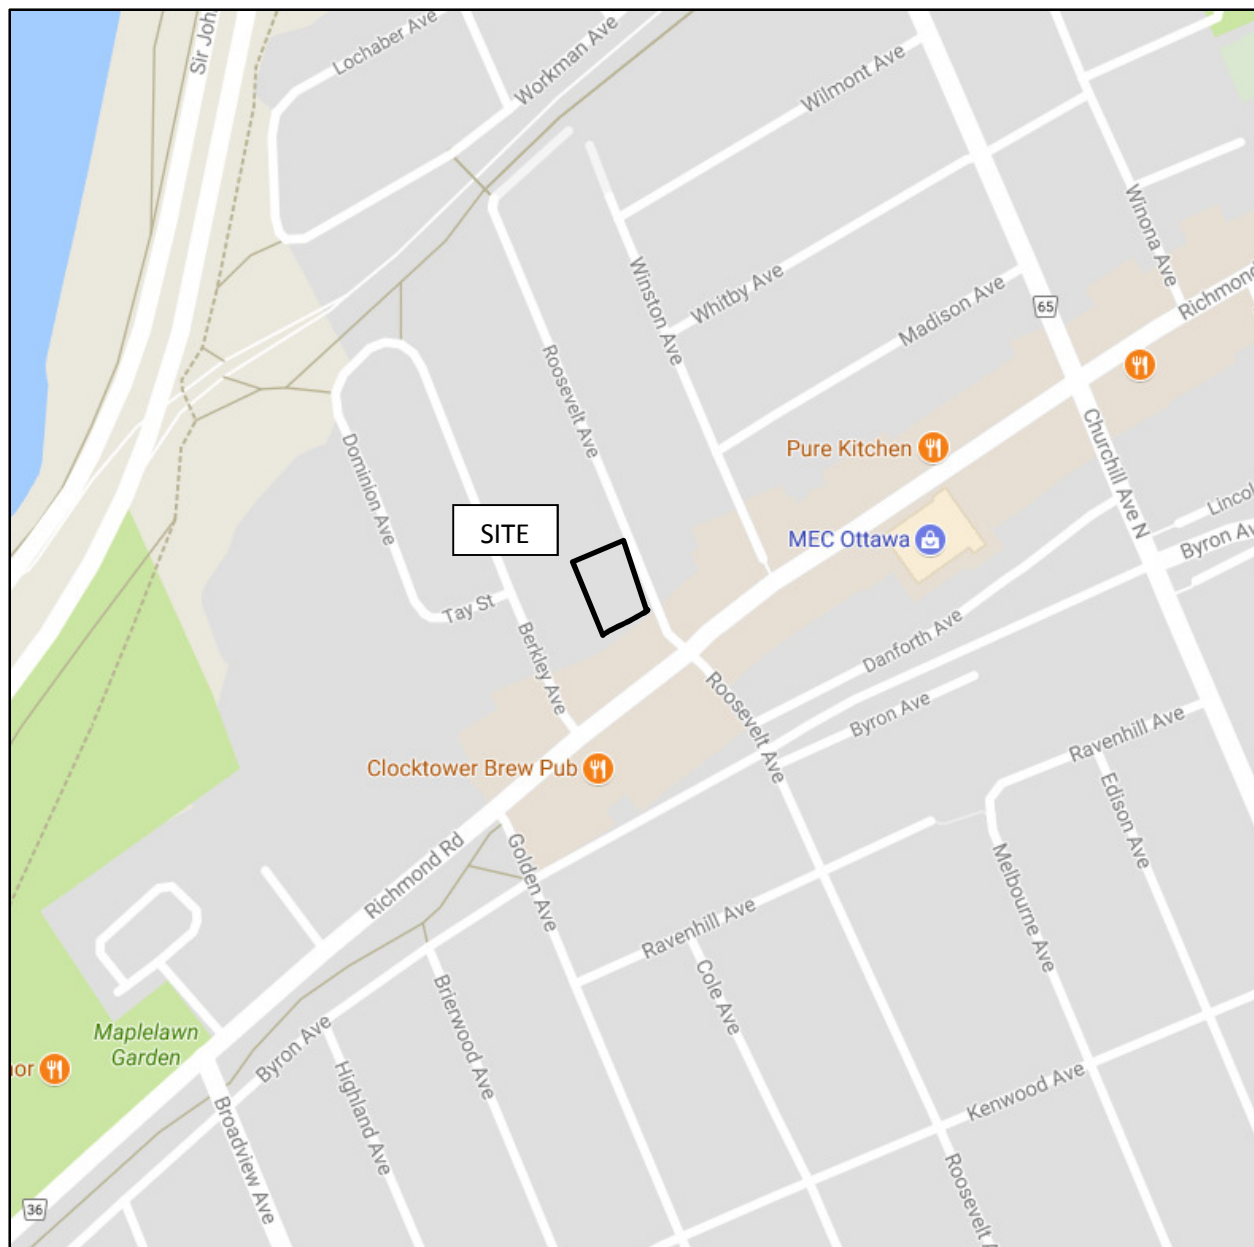 Sir Joh
Lochaber Ave
Workman Ave
Wilmont Ave
Winona Ave
Winston Ave
Whitby Ave
Madison Ave
65
Richmond
Roosevelt Ave
Dominion Ave
Pure Kitchen
Churchill Ave N
SITE
MEC Ottawa
Lincol
Byron Av
Tay St
Berkley Ave
Danforth Ave
Roosevelt Ave
Byron Ave
Ravenhill Ave
Edison Ave
Clocktower Brew Pub
Richmond Rd
Golden Ave
Melbourne Ave
Ravenhill Ave
Cole Ave
Brierwood Ave
Maplelawn
Garden
Byron Ave
nor
Highland Ave
Kenwood Ave
Broadview Ave
Roosevelt A
36